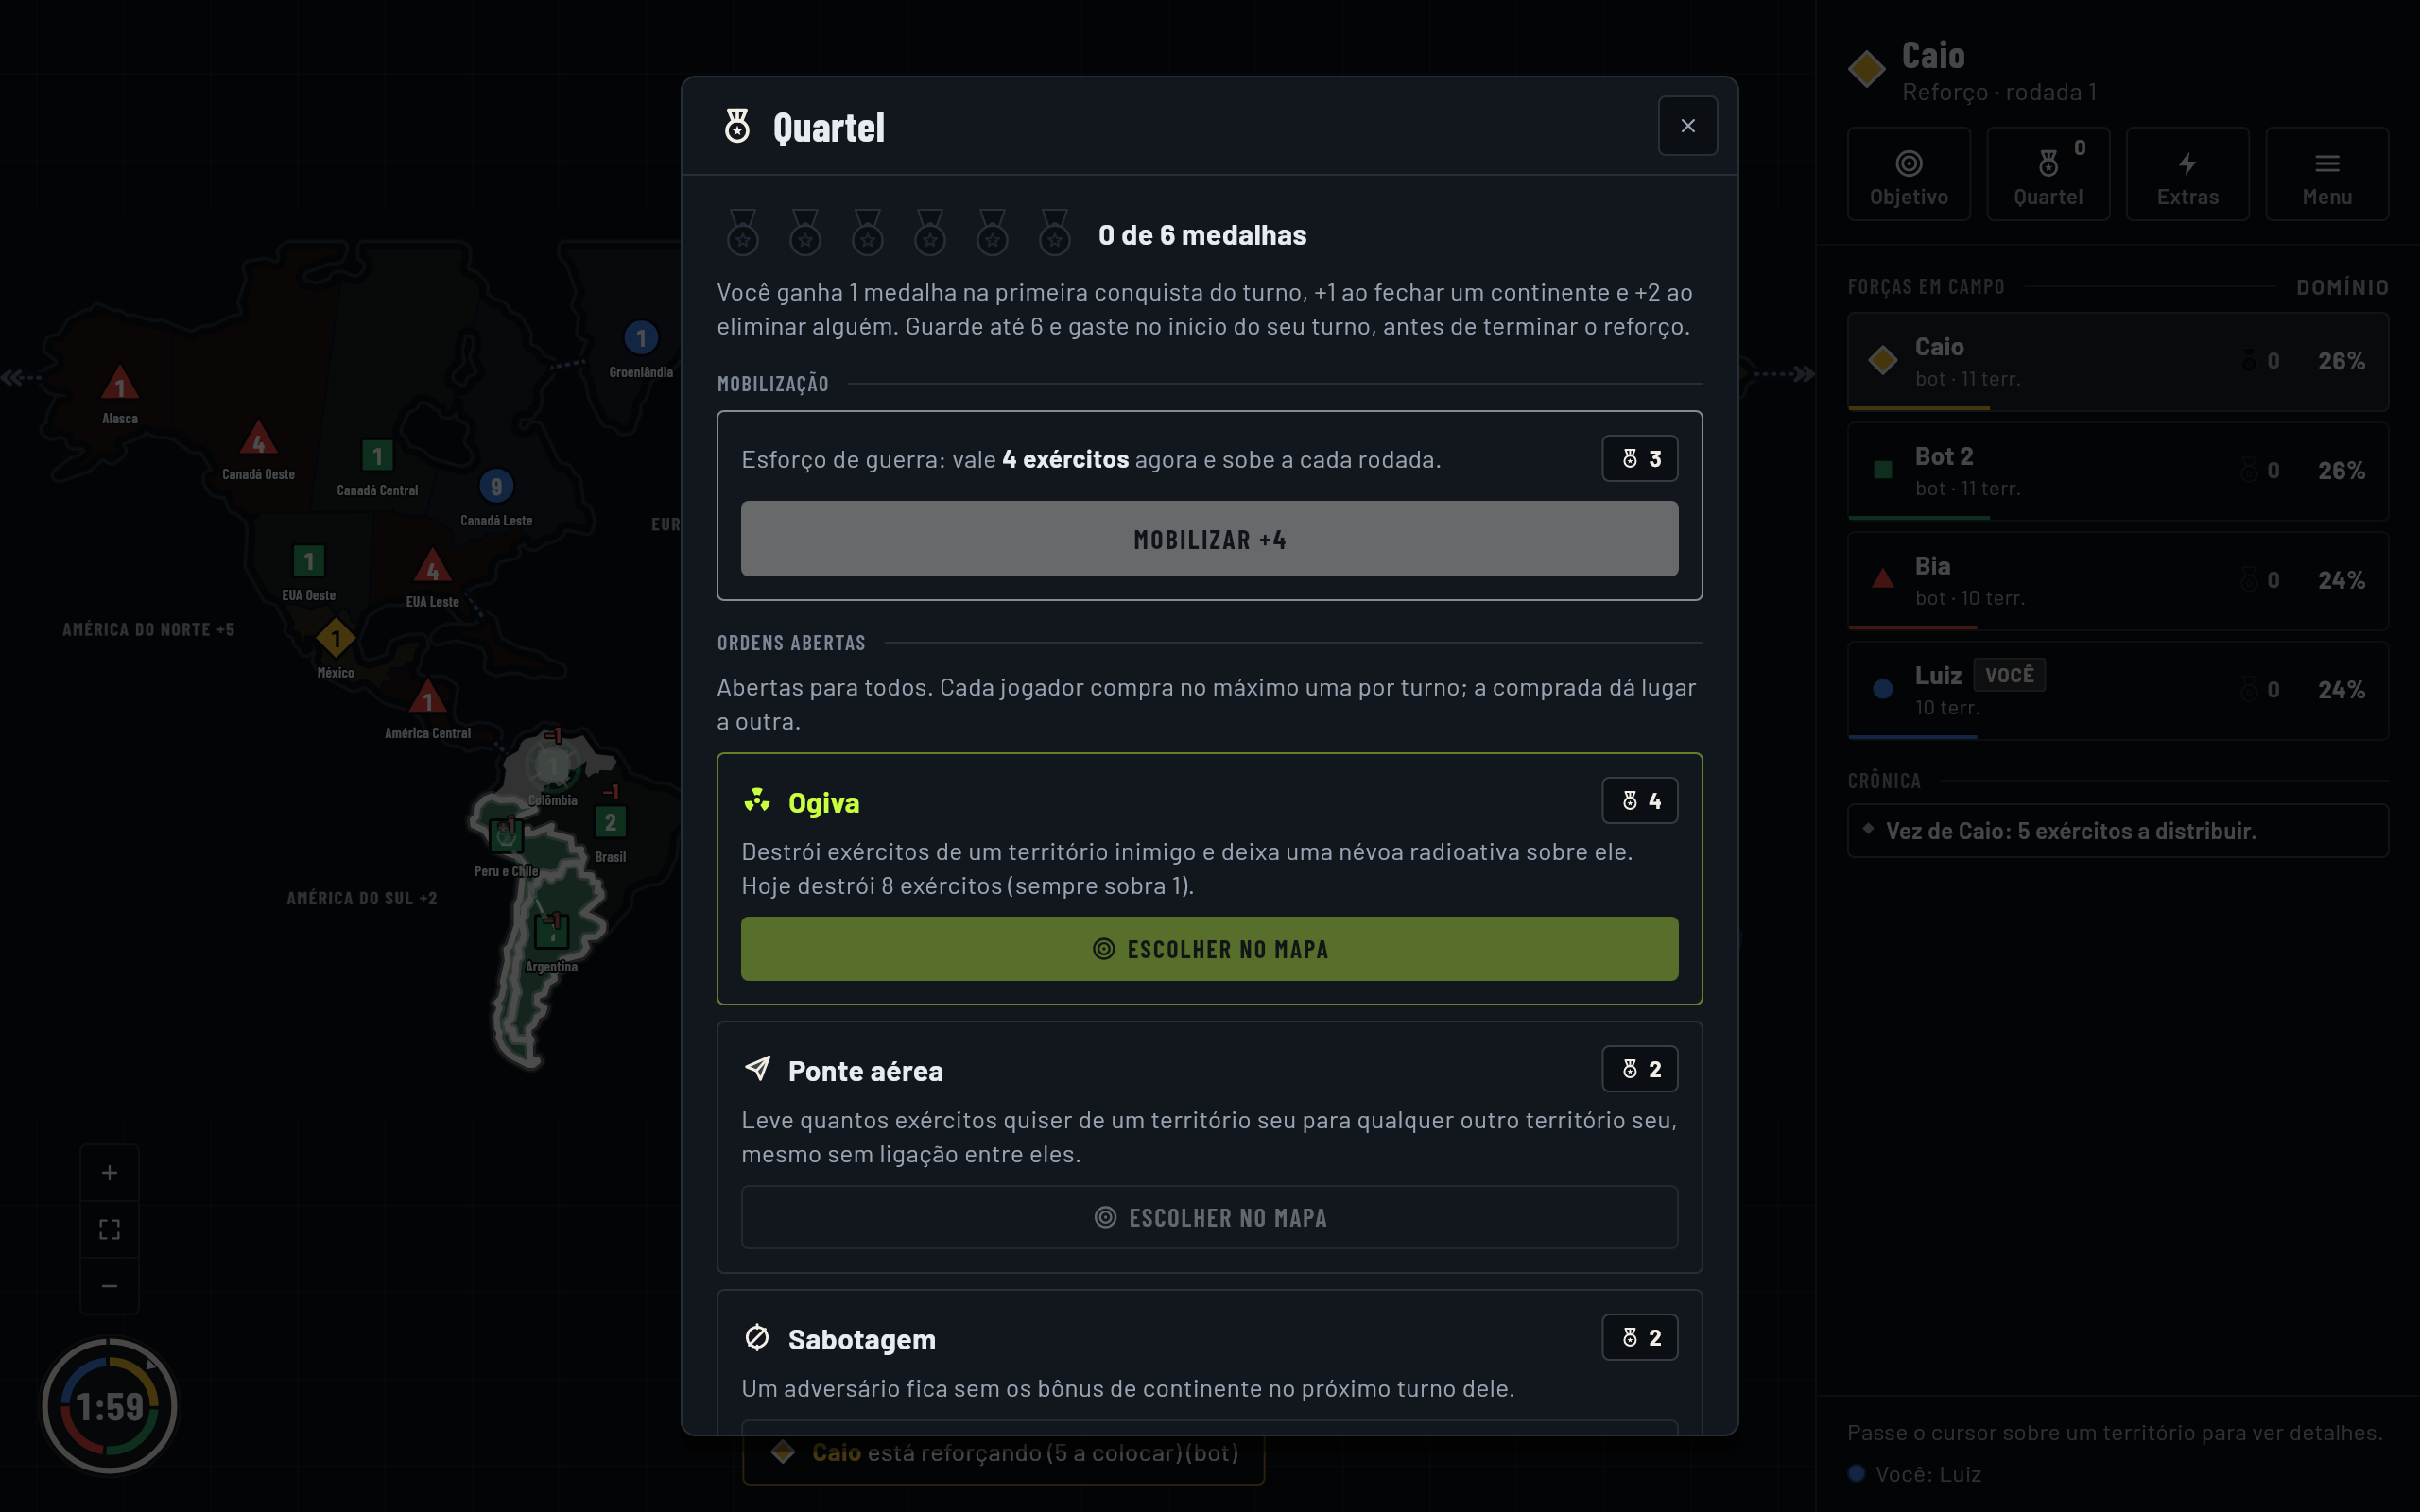 Quartel
0 de 6 medalhas
Você ganha 1 medalha na primeira conquista do turno, +1 ao fechar um continente e +2 ao
eliminar alguém. Guarde até 6 e gaste no início do seu turno, antes de terminar o reforço.
MOBILIZAÇÃO
Esforço de guerra: vale 4 exércitos agora e sobe a cada rodada.
3
MOBILIZAR +4
ORDENS ABERTAS
Abertas para todos. Cada jogador compra no máximo uma por turno; a comprada dá lugar
a outra.
Ogiva
4
Destrói exércitos de um território inimigo e deixa uma névoa radioativa sobre ele.
Hoje destrói 8 exércitos (sempre sobra 1).
ESCOLHER NO MAPA
Ponte aérea
2
Leve quantos exércitos quiser de um território seu para qualquer outro território seu,
mesmo sem ligação entre eles.
ESCOLHER NO MAPA
Sabotagem
2
Um adversário fica sem os bônus de continente no próximo turno dele.
Caio está reforçando (5 a colocar) (bot)
1
Alasca
4
Canadá Oeste
1
Canadá Central
9
Canadá Leste
1
Groenlândia
EUR
1
EUA Oeste
4
EUA Leste
AMÉRICA DO NORTE +5
1
México
1
América Central
-1
1
Colômbia
-1
2
Brasil
-1
Peru e Chile
AMÉRICA DO SUL +2
-1
Argentina
+
−
1:59
Caio
Reforço · rodada 1
Objetivo
0
Quartel
Extras
Menu
FORÇAS EM CAMPO
DOMÍNIO
Caio
bot · 11 terr.
0
26%
Bot 2
bot · 11 terr.
0
26%
Bia
bot · 10 terr.
0
24%
Luiz VOCÊ
10 terr.
0
24%
CRÔNICA
Vez de Caio: 5 exércitos a distribuir.
Passe o cursor sobre um território para ver detalhes.
Você: Luiz